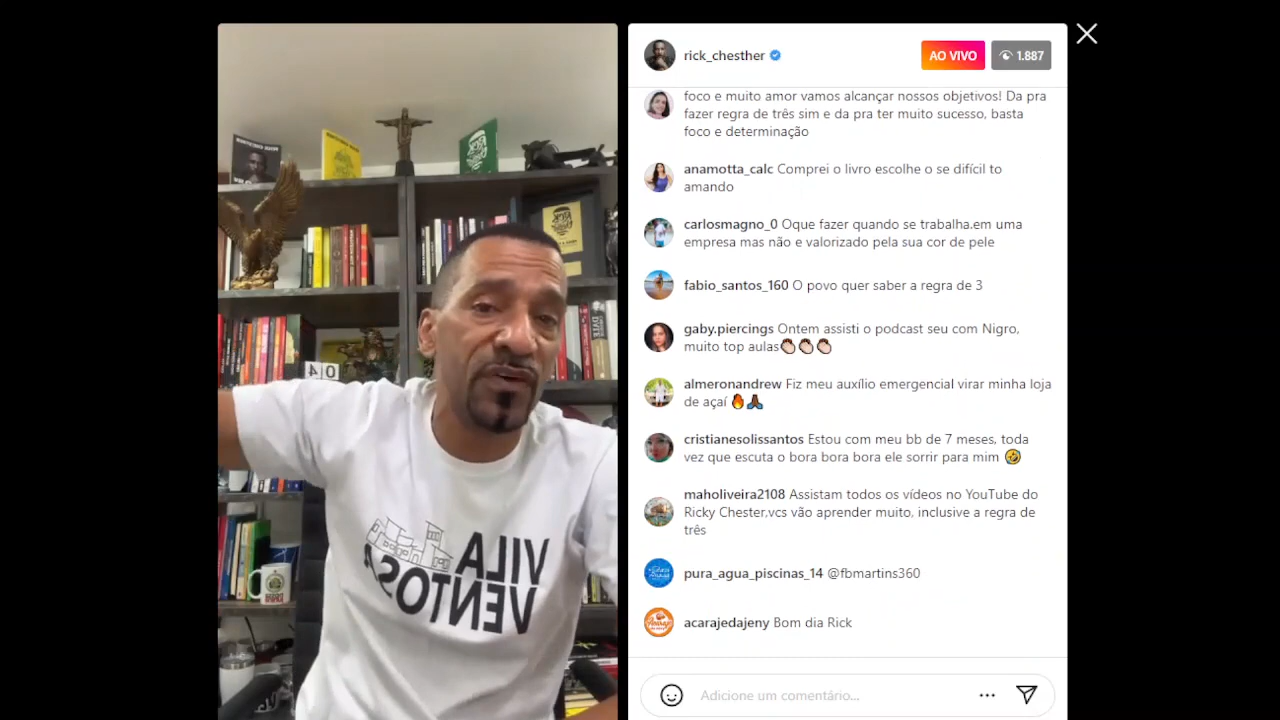 rick_chesther
AO VIVO
1.887
foco e muito amor vamos alcançar nossos objetivos! Da pra
fazer regra de três sim e da pra ter muito sucesso, basta
foco e determinação
anamotta_calc Comprei o livro escolhe o se difícil to
amando
carlosmagno_0 Oque fazer quando se trabalha.em uma
empresa mas não e valorizado pela sua cor de pele
fabio_santos_160 O povo quer saber a regra de 3
gaby.piercings Ontem assisti o podcast seu com Nigro,
muito top aulas👏🏻👏🏻👏🏻
almeronandrew Fiz meu auxílio emergencial virar minha loja
de açaí 🔥🙏🏾
cristianesolissantos Estou com meu bb de 7 meses, toda
vez que escuta o bora bora bora ele sorrir para mim 🤣
maholiveira2108 Assistam todos os vídeos no YouTube do
Ricky Chester,vcs vão aprender muito, inclusive a regra de
três
pura_agua_piscinas_14 @fbmartins360
acarajedajeny Bom dia Rick
Adicione um comentário...
04
VILA
VENTOSA